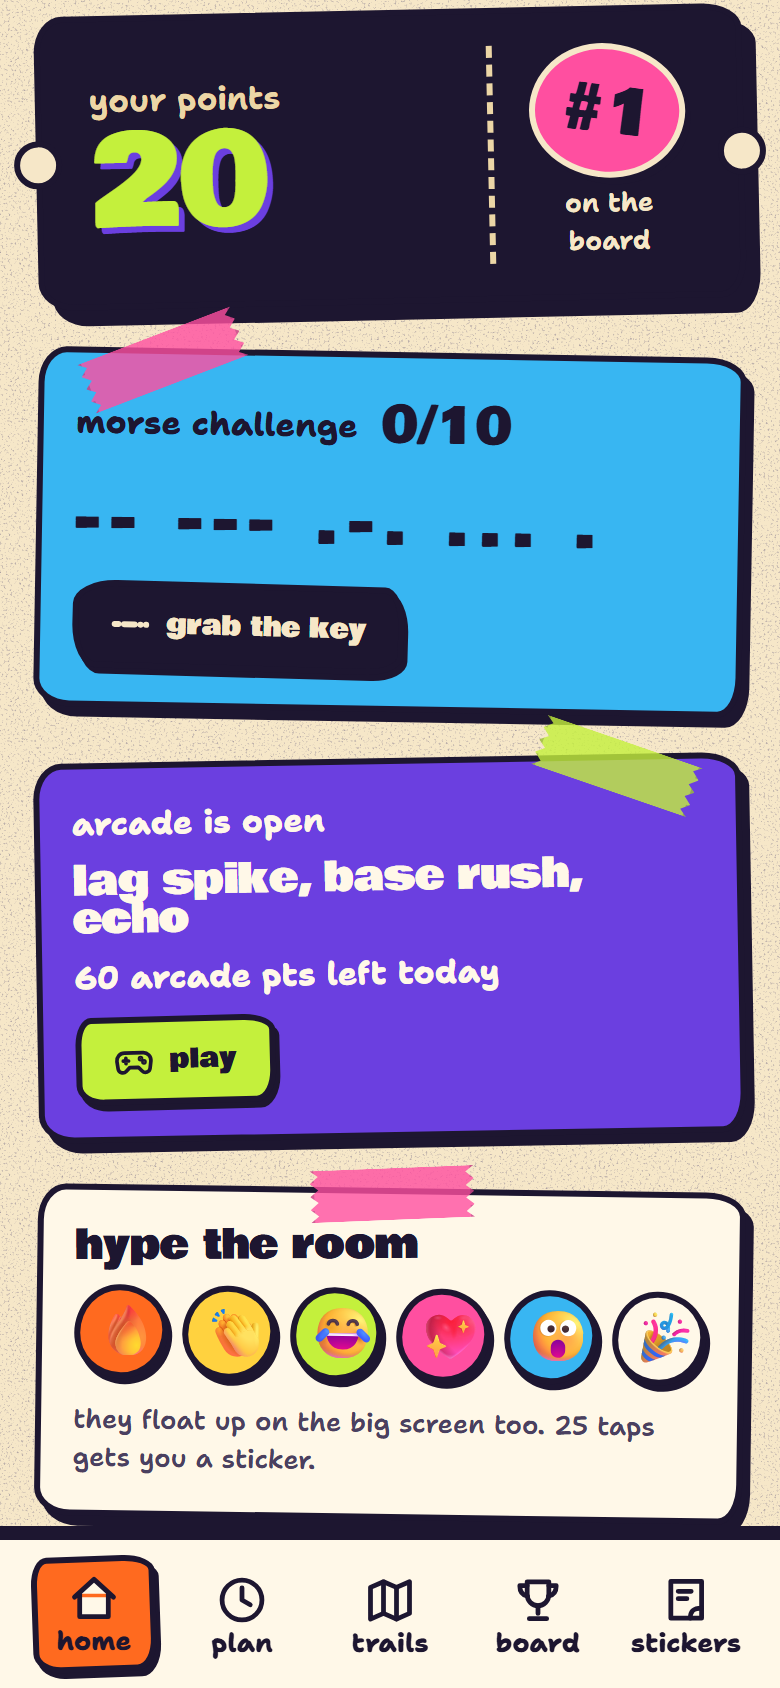 your points
20
#1
on the
board
morse challenge 0/10
-- --- .-. ... .
grab the key
arcade is open
lag spike, base rush,
echo
60 arcade pts left today
play
hype the room
they float up on the big screen too. 25 taps
gets you a sticker.
home
plan
trails
board
stickers